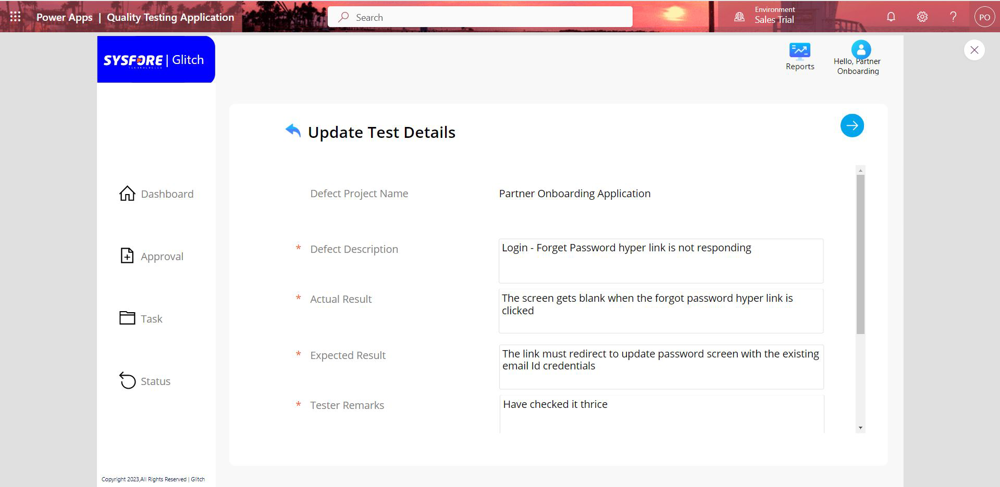 Power Apps | Quality Testing Application
Search
Environment
Sales Trial
PO
SYSFORE | Glitch
TECHNOLOGIES
Reports
Hello, Partner
Onboarding
Update Test Details
Defect Project Name
Partner Onboarding Application
* Defect Description
Login - Forget Password hyper link is not responding
* Actual Result
The screen gets blank when the forgot password hyper link is
clicked
* Expected Result
The link must redirect to update password screen with the existing
email Id credentials
* Tester Remarks
Have checked it thrice
Dashboard
Approval
Task
Status
Copyright 2023,All Rights Reserved | Glitch